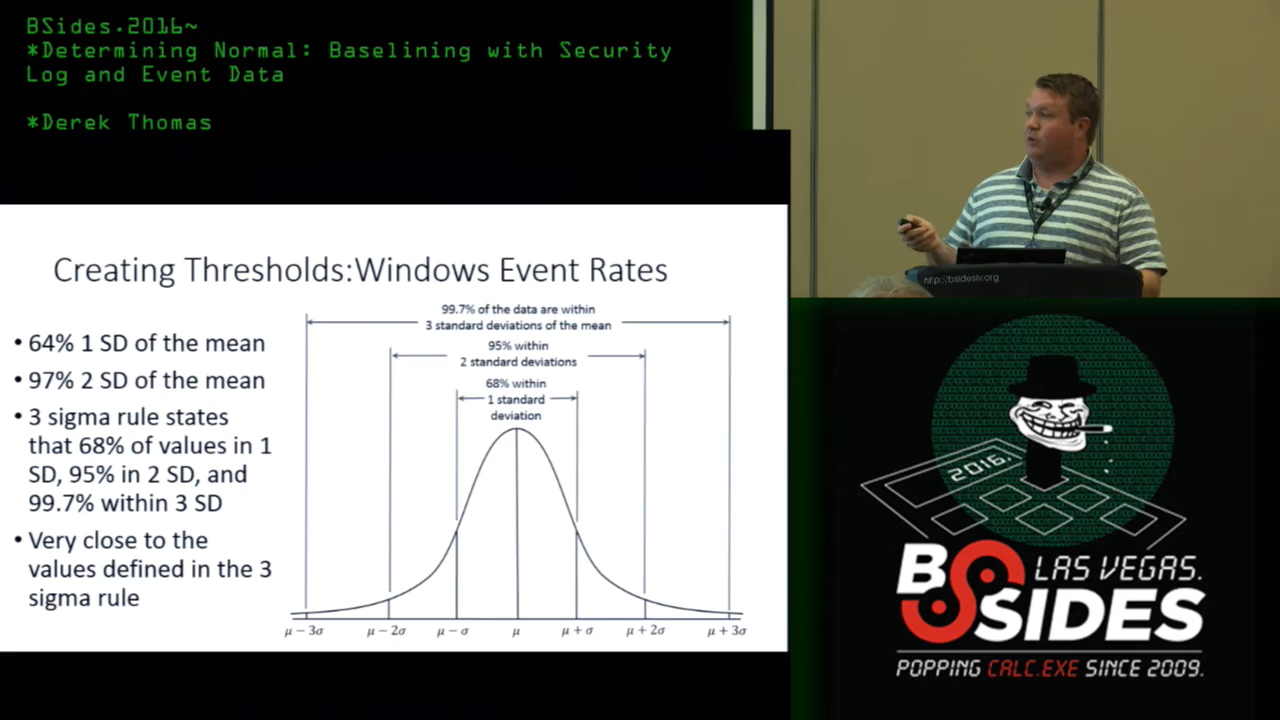 BSides.2016~
*Determining Normal: Baselining with Security
Log and Event Data
*Derek Thomas
Creating Thresholds:Windows Event Rates
• 64% 1 SD of the mean
• 97% 2 SD of the mean
• 3 sigma rule states
that 68% of values in 1
SD, 95% in 2 SD, and
99.7% within 3 SD
• Very close to the
values defined in the 3
sigma rule
99.7% of the data are within
3 standard deviations of the mean
95% within
2 standard deviations
68% within
1 standard
deviation
μ − 3σ
μ − 2σ
μ − σ
μ
μ + σ
μ + 2σ
μ + 3σ
http://bsideslv.org
2016.
BSIDES
LAS VEGAS.
POPPING CALC.EXE SINCE 2009.